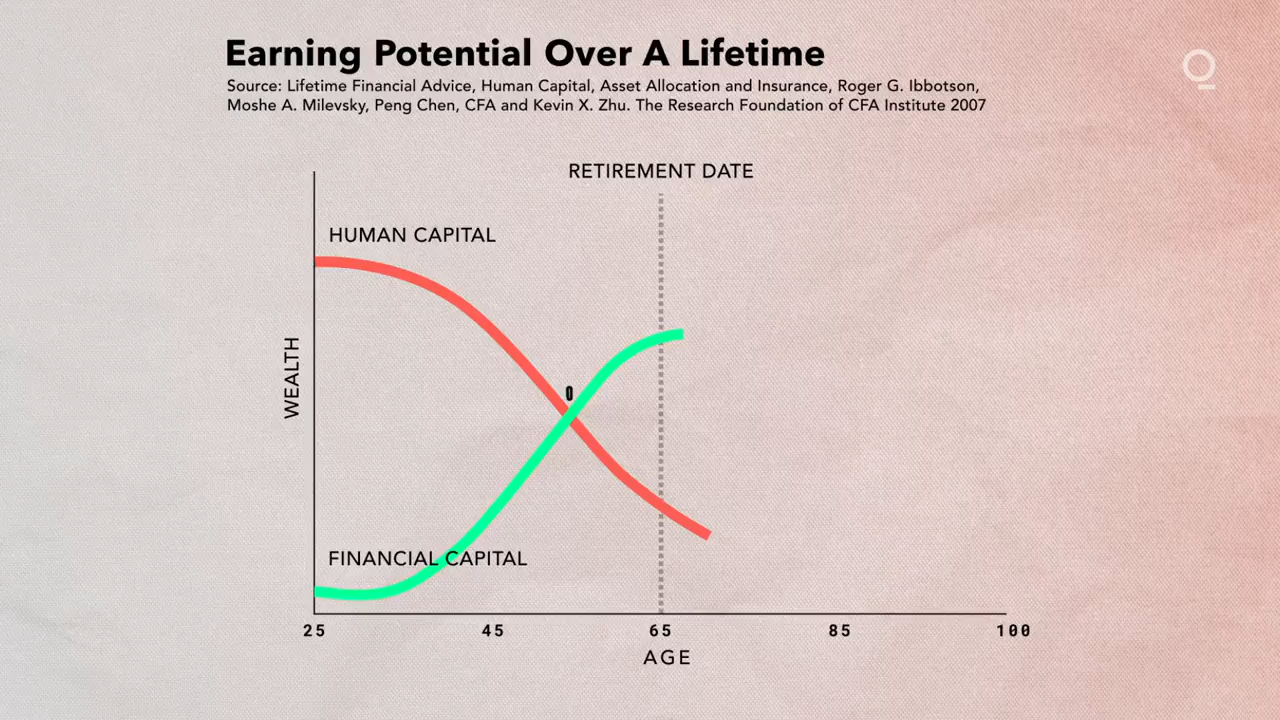 Earning Potential Over A Lifetime
Source: Lifetime Financial Advice, Human Capital, Asset Allocation and Insurance, Roger G. Ibbotson,
Moshe A. Milevsky, Peng Chen, CFA and Kevin X. Zhu. The Research Foundation of CFA Institute 2007
RETIREMENT DATE
HUMAN CAPITAL
WEALTH
0
FINANCIAL CAPITAL
25 45 65 85 100
AGE